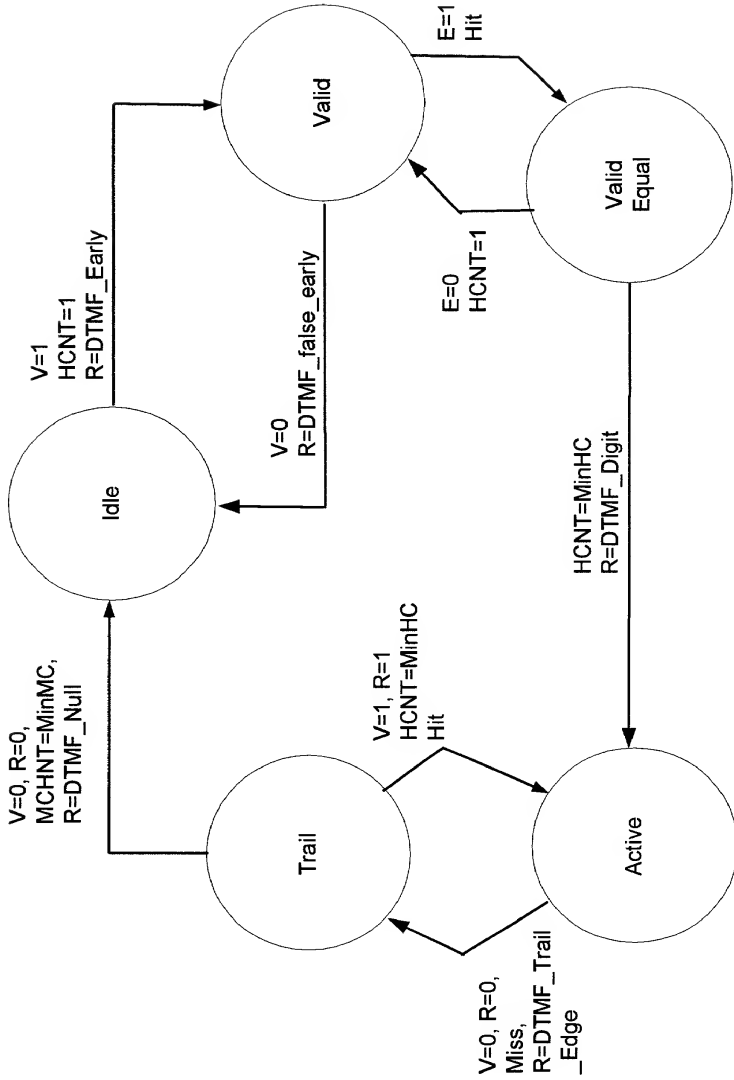 V=0, R=0,
MCHNT=MinMC,
R=DTMF_Null
V=1
HCNT=1
R=DTMF_Early
Idle
V=0
R=DTMF_false_early
Trail
Valid
V=1, R=1
HCNT=MinHC
Hit
E=1
Hit
E=0
HCNT=1
V=0, R=0,
Miss,
R=DTMF_Trail
_Edge
HCNT=MinHC
R=DTMF_Digit
Active
Valid
Equal